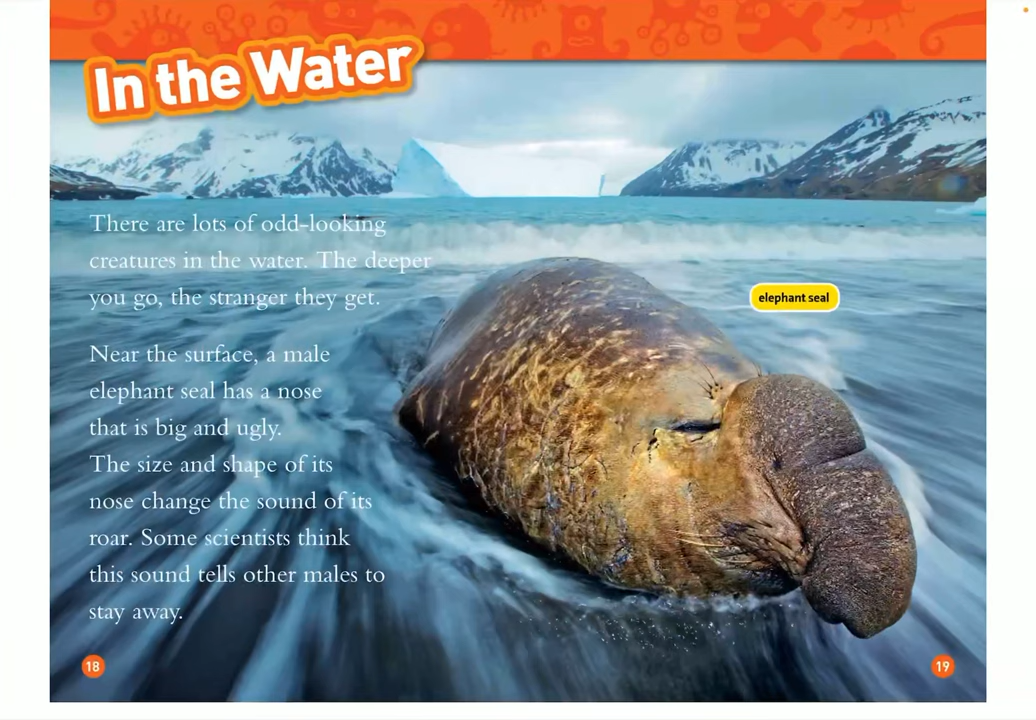 In the Water
There are lots of odd-looking
creatures in the water. The deeper
you go, the stranger they get.
Near the surface, a male
elephant seal has a nose
that is big and ugly.
The size and shape of its
nose change the sound of its
roar. Some scientists think
this sound tells other males to
stay away.
elephant seal
18
19